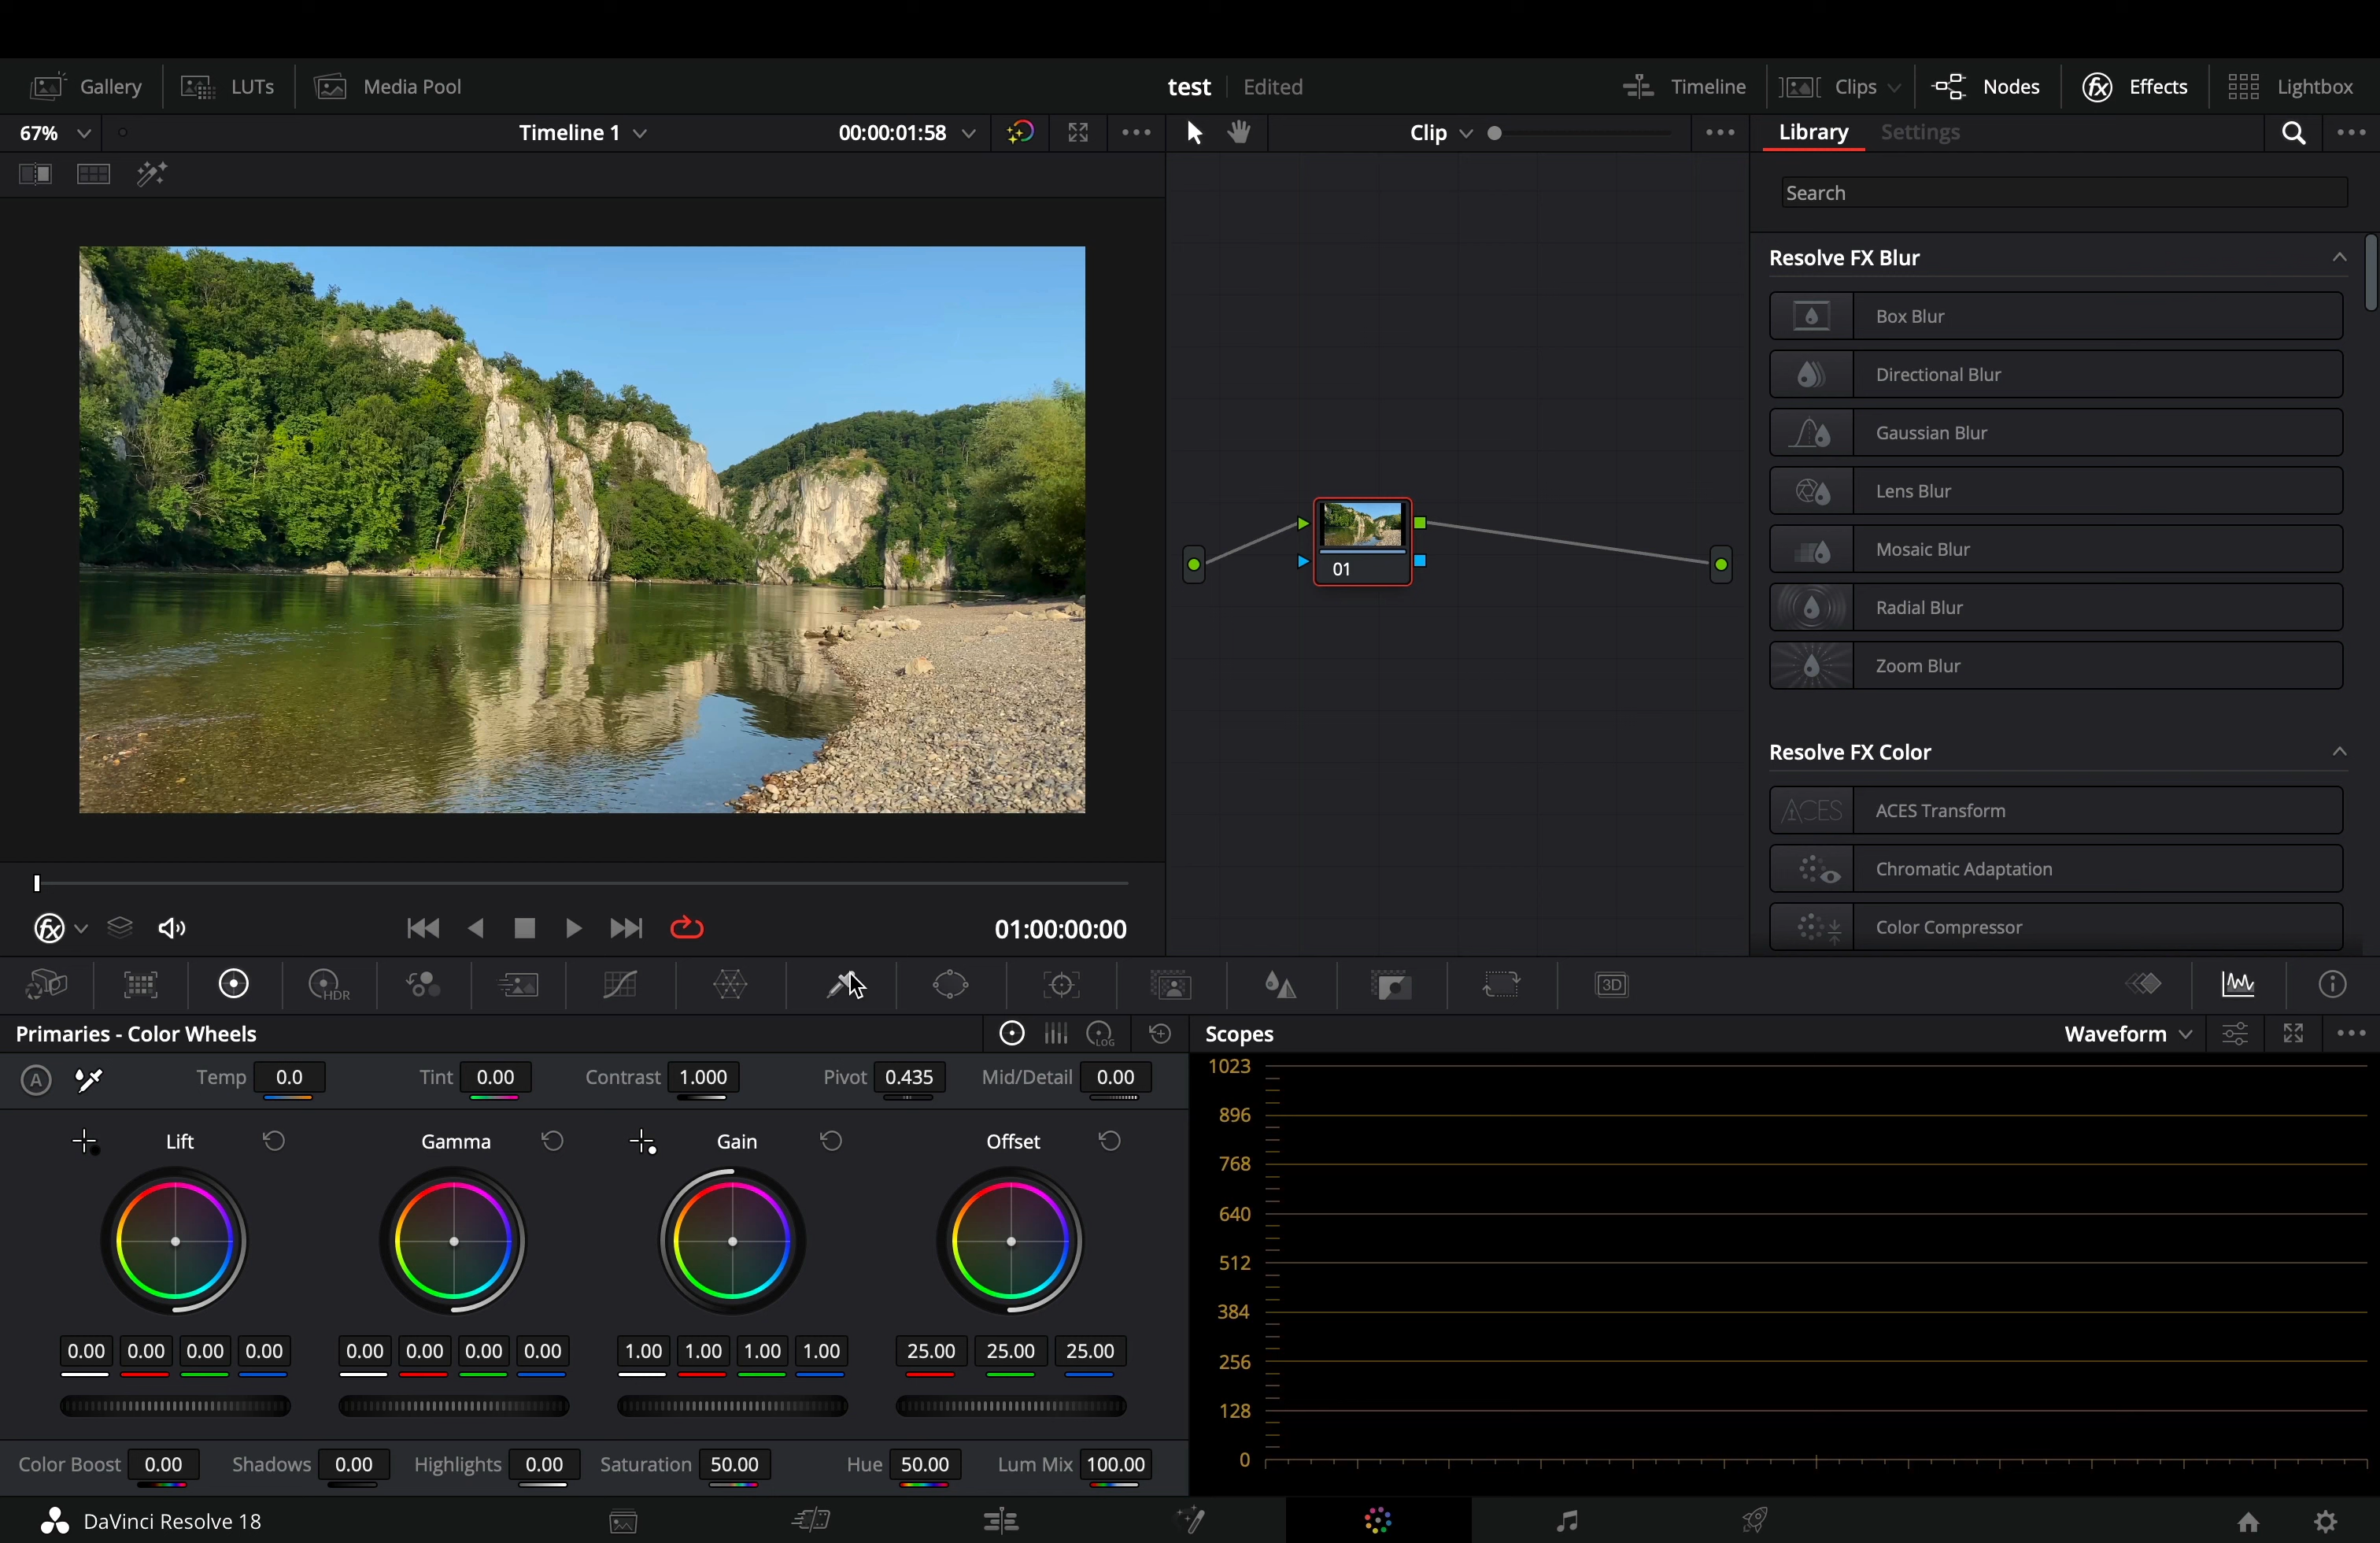 Gallery LUTs Media Pool test Edited Timeline Clips Nodes Effects Lightbox
67% Timeline 1 00:00:01:58 Clip Library Settings
Search
Resolve FX Blur
Box Blur
Directional Blur
Gaussian Blur
Lens Blur
Mosaic Blur
01
Radial Blur
Zoom Blur
Resolve FX Color
ACES ACES Transform
Chromatic Adaptation
Color Compressor
01:00:00:00
HDR 3D
Primaries - Color Wheels LOG Scopes Waveform
A Temp 0.0 Tint 0.00 Contrast 1.000 Pivot 0.435 Mid/Detail 0.00
Lift Gamma Gain Offset
0.00 0.00 0.00 0.00 0.00 0.00 0.00 0.00 1.00 1.00 1.00 1.00 25.00 25.00 25.00
Color Boost 0.00 Shadows 0.00 Highlights 0.00 Saturation 50.00 Hue 50.00 Lum Mix 100.00
1023
896
768
640
512
384
256
128
0
DaVinci Resolve 18